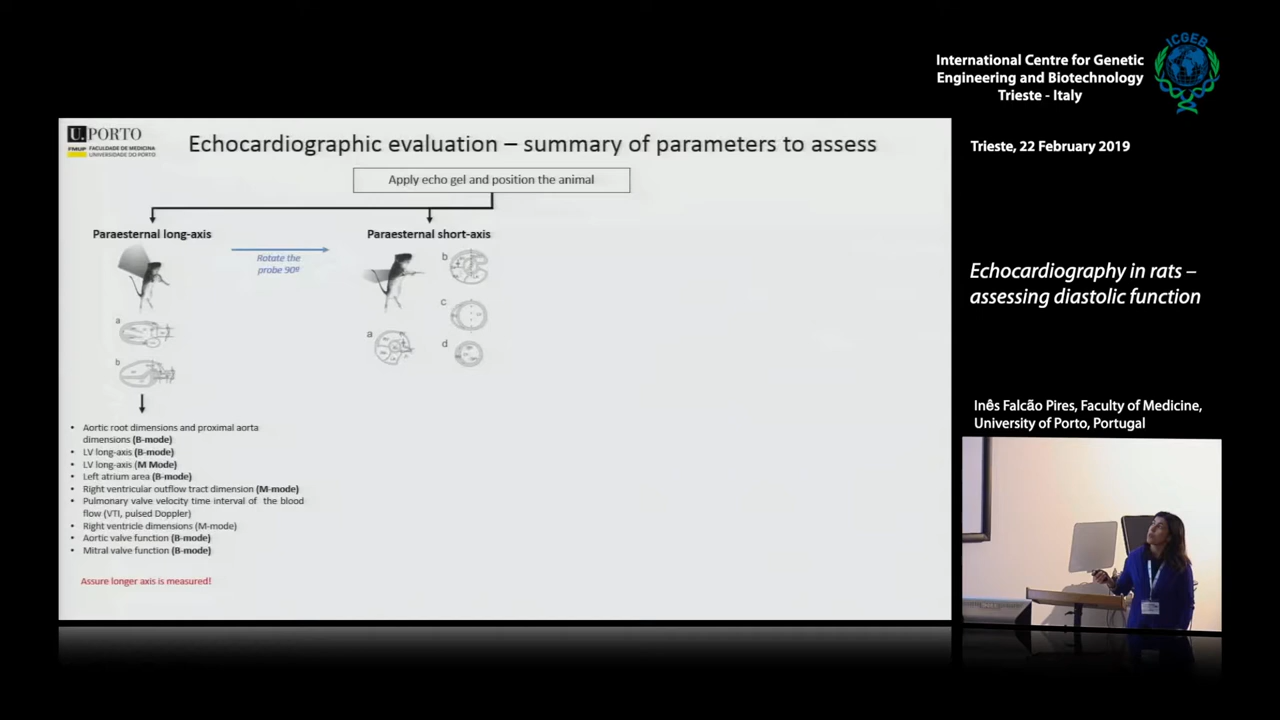 International Centre for Genetic
Engineering and Biotechnology
Trieste - Italy
ICGEB
Trieste, 22 February 2019
Echocardiography in rats –
assessing diastolic function
Inês Falcão Pires, Faculty of Medicine,
University of Porto, Portugal
U. PORTO
FMUP FACULDADE DE MEDICINA
UNIVERSIDADE DO PORTO
Echocardiographic evaluation – summary of parameters to assess
Apply echo gel and position the animal
Paraesternal long-axis
Rotate the
probe 90º
Paraesternal short-axis
a
b
a
b
c
d
• Aortic root dimensions and proximal aorta
dimensions (B-mode)
• LV long-axis (B-mode)
• LV long-axis (M Mode)
• Left atrium area (B-mode)
• Right ventricular outflow tract dimension (M-mode)
• Pulmonary valve velocity time interval of the blood
flow (VTI, pulsed Doppler)
• Right ventricle dimensions (M-mode)
• Aortic valve function (B-mode)
• Mitral valve function (B-mode)
Assure longer axis is measured!